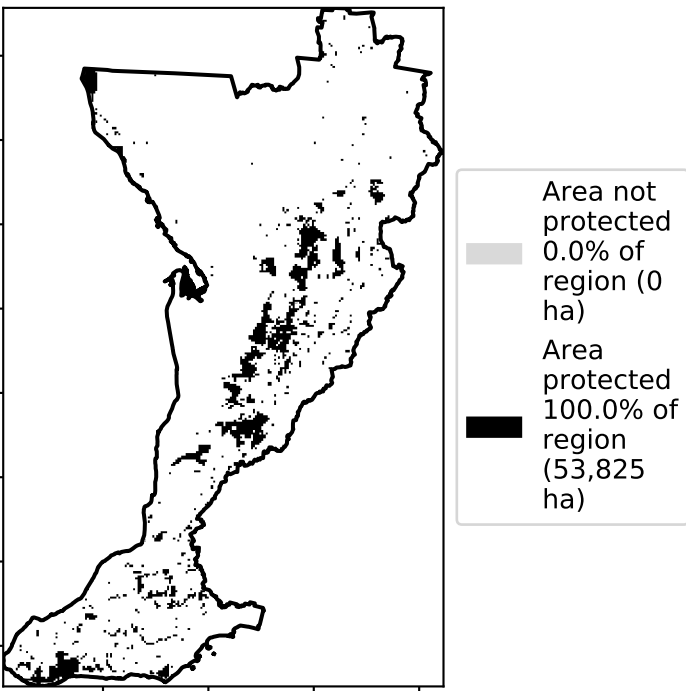 Area not
protected
0.0% of
region (0
ha)
Area
protected
100.0% of
region
(53,825
ha)